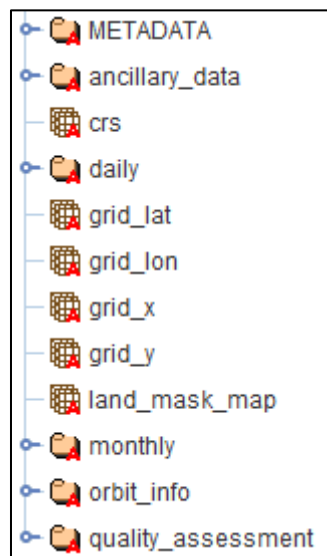 METADATA
ancillary_data
crs
daily
grid_lat
grid_lon
grid_x
grid_y
land_mask_map
monthly
orbit_info
quality_assessment